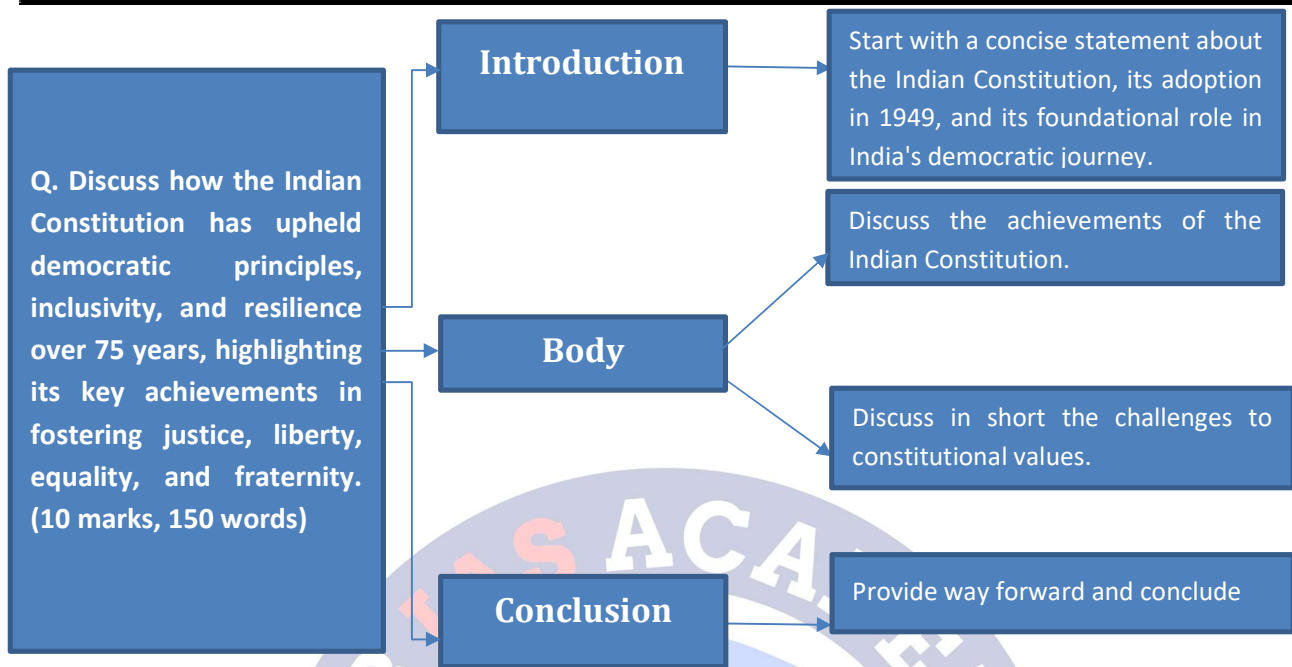 Q. Discuss how the Indian
Constitution has upheld
democratic principles,
inclusivity, and resilience
over 75 years, highlighting
its key achievements in
fostering justice, liberty,
equality, and fraternity.
(10 marks, 150 words)
Introduction
Start with a concise statement about
the Indian Constitution, its adoption
in 1949, and its foundational role in
India's democratic journey.
Body
Discuss the achievements of the
Indian Constitution.
Discuss in short the challenges to
constitutional values.
Conclusion
Provide way forward and conclude